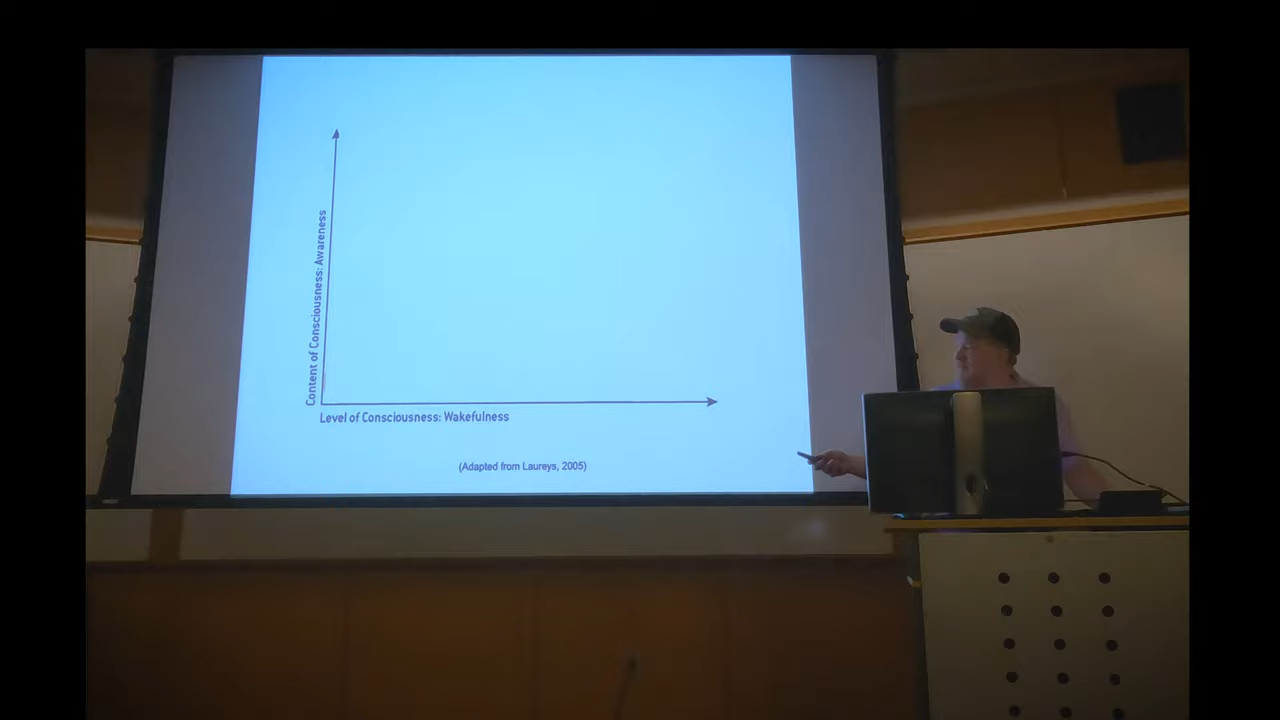 Content of Consciousness: Awareness
Level of Consciousness: Wakefulness
(Adapted from Laureys, 2005)